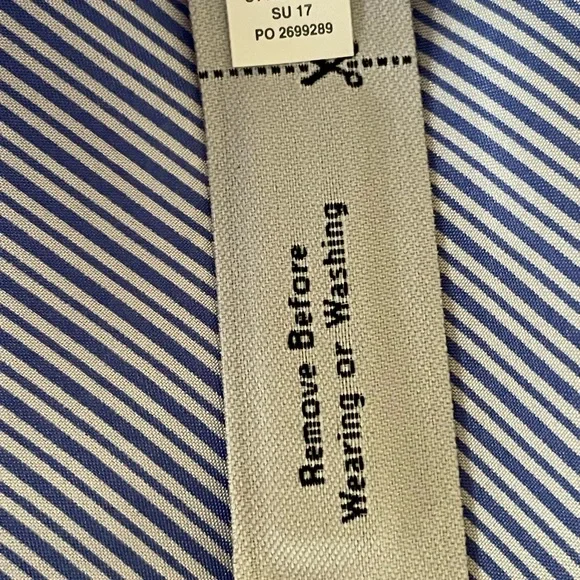 SU 17
PO 2699289
Remove Before
Wearing or Washing